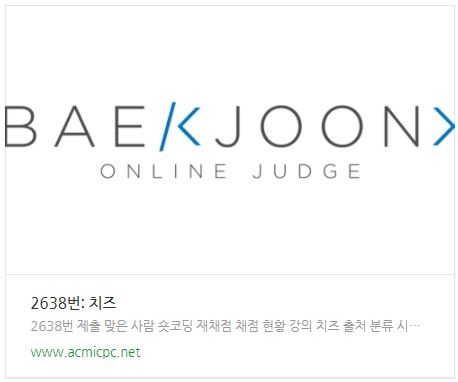 BAEKJOON>
ONLINE JUDGE
2638번: 치즈
2638번 제출 맞은 사람 숏코딩 재채점 채점 현황 강의 치즈 출처 분류 시…
www.acmicpc.net